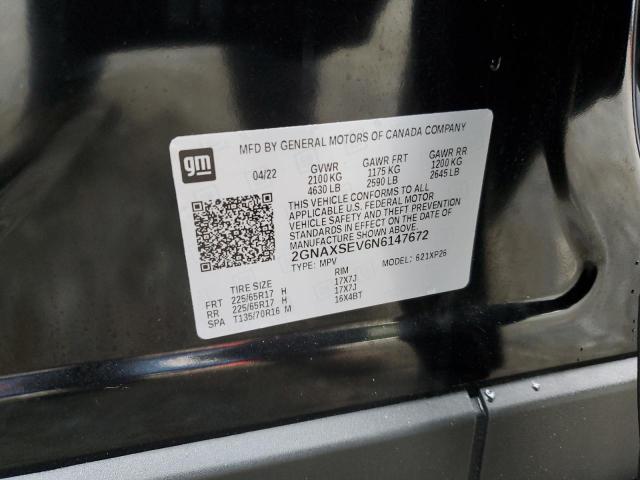 gm
MFD BY GENERAL MOTORS OF CANADA COMPANY
04/22 GVWR GAWR FRT GAWR RR
2100 KG 1175 KG 1200 KG
4630 LB 2590 LB 2645 LB
THIS VEHICLE CONFORMS TO ALL
APPLICABLE U.S. FEDERAL MOTOR
VEHICLE SAFETY AND THEFT PREVENTION
STANDARDS IN EFFECT ON THE DATE OF
MANUFACTURE SHOWN ABOVE.
2GNAXSEV6N6147672
TYPE: MPV MODEL: 621XP26
TIRE SIZE RIM
FRT 225/65R17 H 17X7J
RR 225/65R17 H 17X7J
SPA T135/70R16 M 16X4BT